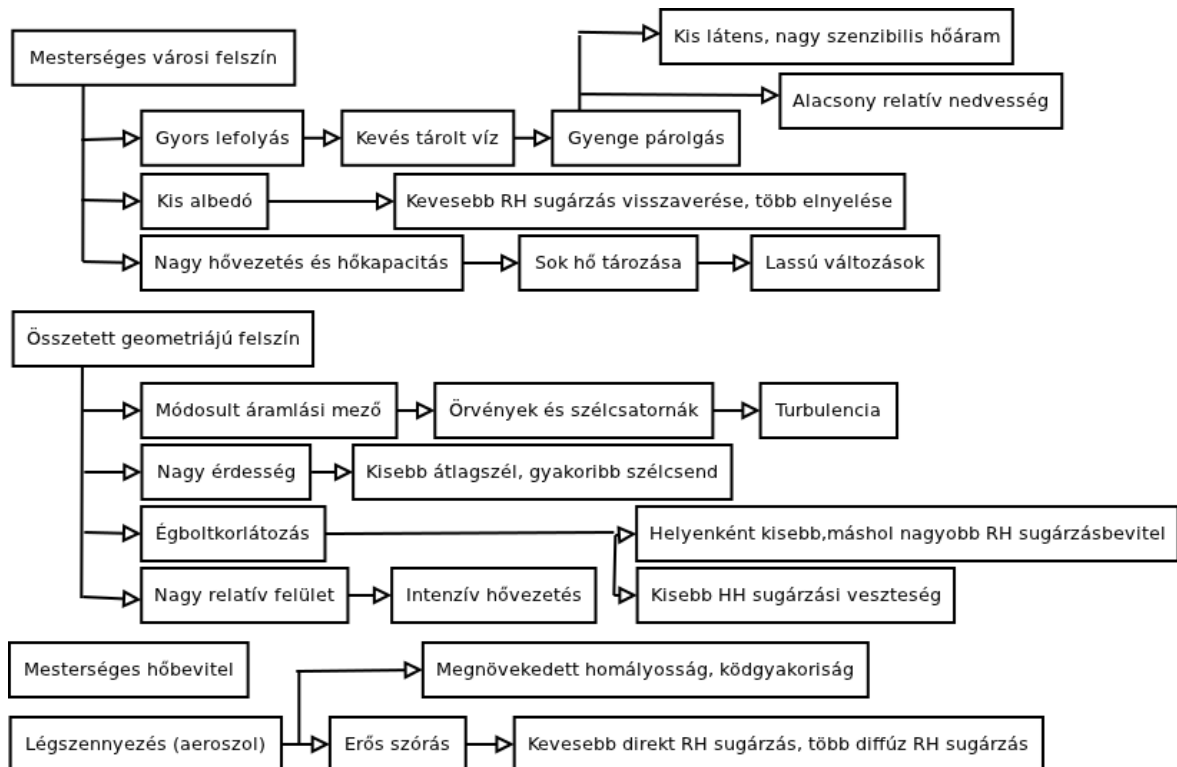 Kis látens, nagy szenzibilis hőáram
Mesterséges városi felszín
Alacsony relatív nedvesség
Gyors lefolyás
Kevés tárolt víz
Gyenge párolgás
Kis albedó
Kevesebb RH sugárzás visszaverése, több elnyelése
Nagy hővezetés és hőkapacitás
Sok hő tározása
Lassú változások
Összetett geometriájú felszín
Módosult áramlási mező
Örvények és szélcsatornák
Turbulencia
Nagy érdesség
Kisebb átlagszél, gyakoribb szélcsend
Égboltkorlátozás
Helyenként kisebb,máshol nagyobb RH sugárzásbevitel
Nagy relatív felület
Intenzív hővezetés
Kisebb HH sugárzási veszteség
Mesterséges hőbevitel
Megnövekedett homályosság, ködgyakoriság
Légszennyezés (aeroszol)
Erős szórás
Kevesebb direkt RH sugárzás, több diffúz RH sugárzás